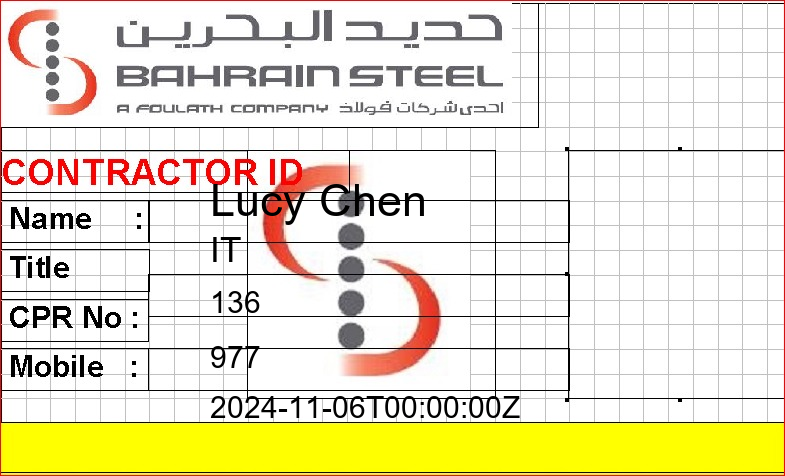 حديد البحرين
BAHRAIN STEEL
A FOULATH COMPANY احدى شركات فولاذ
CONTRACTOR ID
Name : Lucy Chen
Title IT
CPR No : 136
Mobile : 977
2024-11-06T00:00:00Z